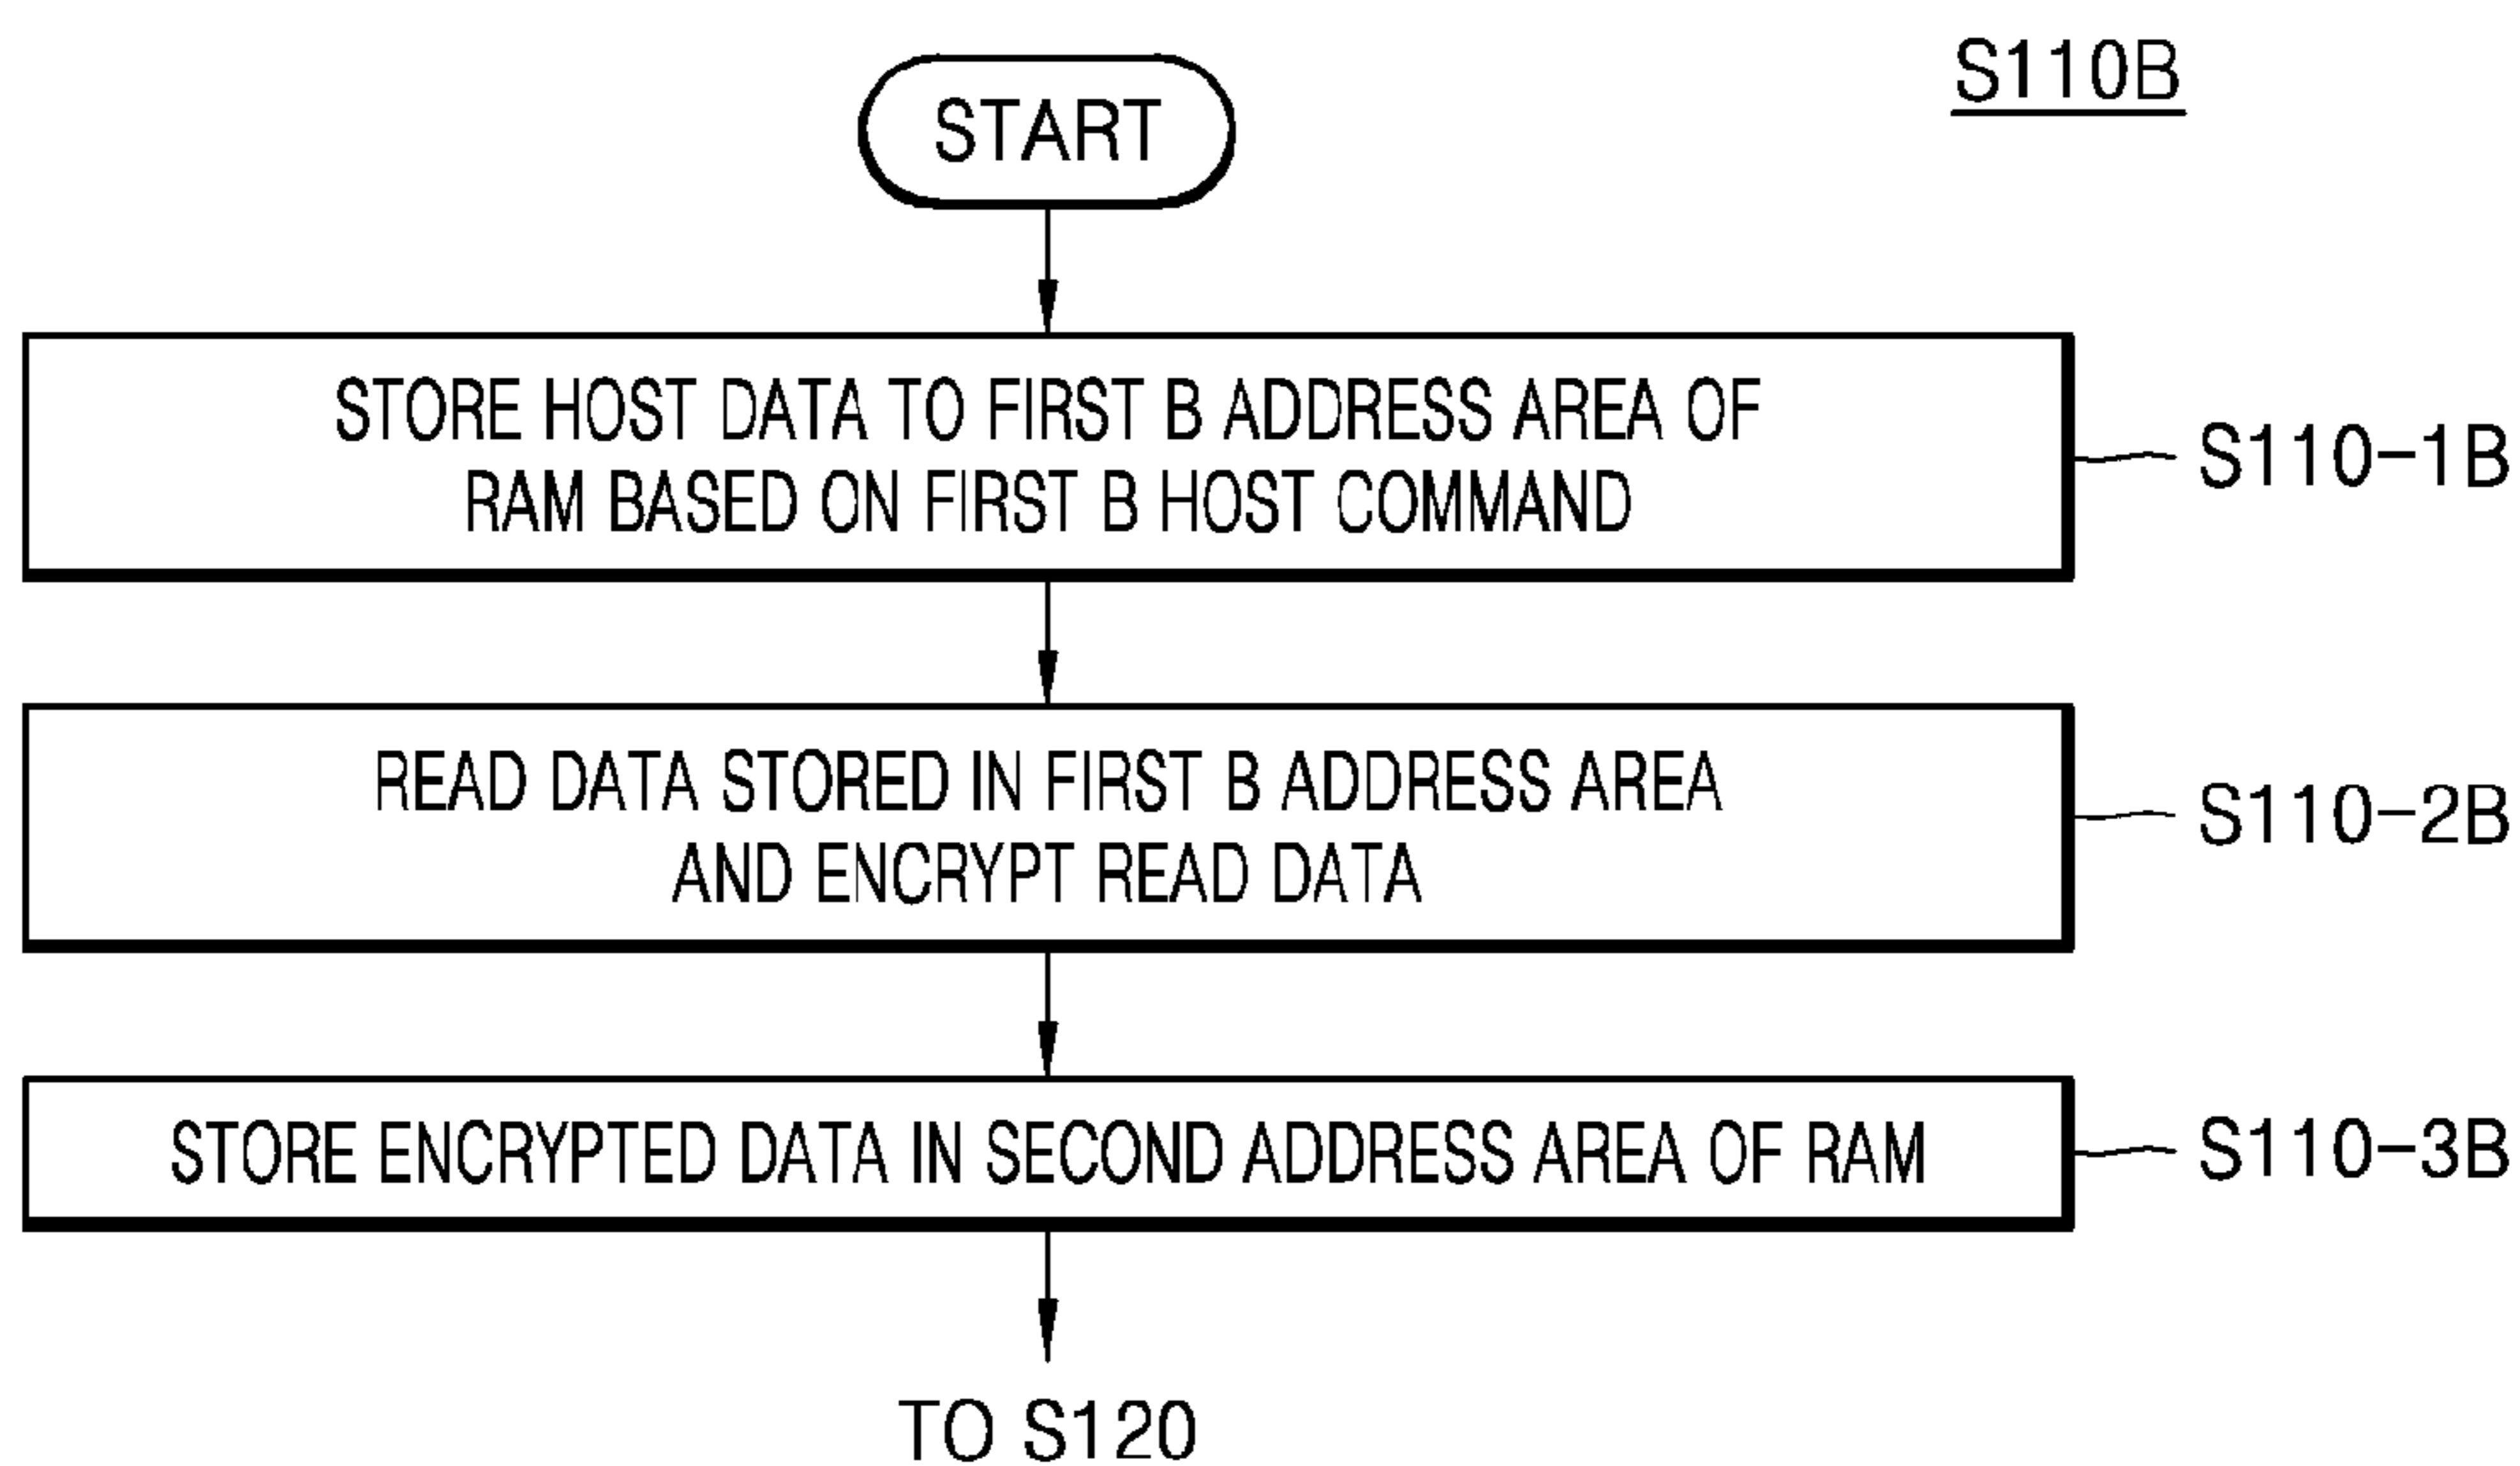 S110B
START
STORE HOST DATA TO FIRST B ADDRESS AREA OF
RAM BASED ON FIRST B HOST COMMAND
S110-1B
READ DATA STORED IN FIRST B ADDRESS AREA
AND ENCRYPT READ DATA
S110-2B
STORE ENCRYPTED DATA IN SECOND ADDRESS AREA OF RAM
S110-3B
TO S120